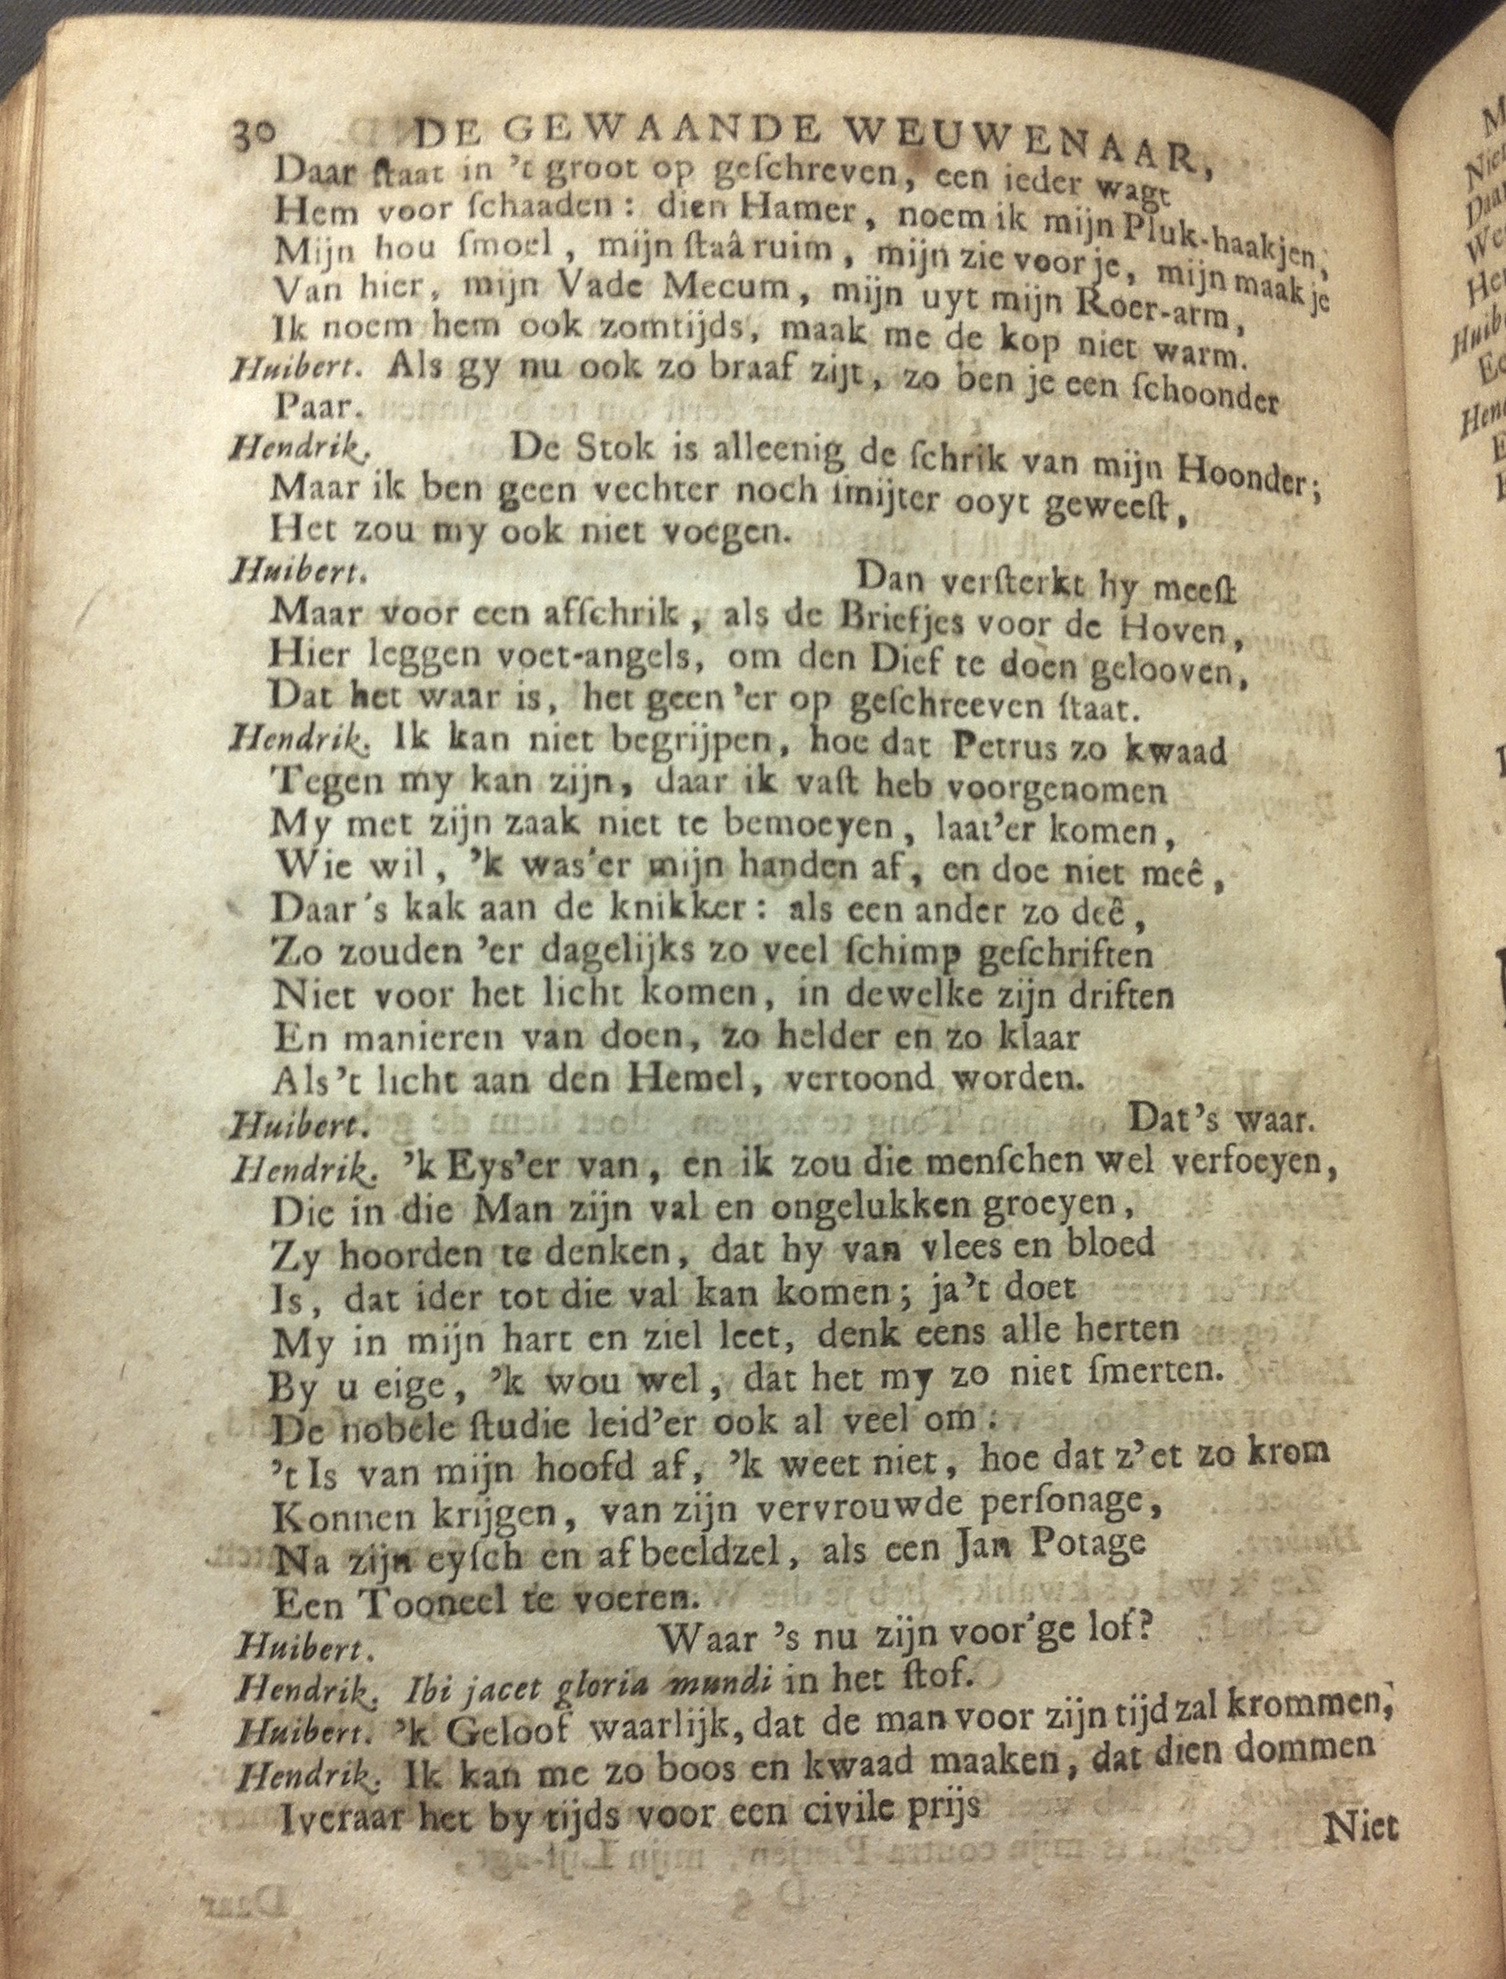 30 DE GEWAANDE WEUWENAAR,
Daar ſtaat in 't groot op geſchreven, een ieder wagt
Hem voor ſchaaden: dien Hamer, noem ik mijn Pluk-haakjen,
Mijn hou ſmoel, mijn ſtaâ ruim, mijn zie voor je, mijn maak je
Van hier, mijn Vade Mecum, mijn uyt mijn Roer-arm,
Ik noem hem ook zomtijds, maak me de kop niet warm.
Huibert. Als gy nu ook zo braaf zijt, zo ben je een ſchoonder
Paar.
Hendrik. De Stok is alleenig de ſchrik van mijn Hoonder;
Maar ik ben geen vechter noch ſmijter ooyt geweeſt,
Het zou my ook niet voegen.
Huibert. Dan verſterkt hy meeſt
Maar voor een afſchrik, als de Briefjes voor de Hoven,
Hier leggen voet-angels, om den Dief te doen gelooven,
Dat het waar is, het geen 'er op geſchreeven ſtaat.
Hendrik. Ik kan niet begrijpen, hoe dat Petrus zo kwaad
Tegen my kan zijn, daar ik vaſt heb voorgenomen
My met zijn zaak niet te bemoeyen, laat'er komen,
Wie wil, 'k was'er mijn handen af, en doe niet meê,
Daar's kak aan de knikker: als een ander zo deê,
Zo zouden 'er dagelijks zo veel ſchimp geſchriften
Niet voor het licht komen, in dewelke zijn driften
En manieren van doen, zo helder en zo klaar
Als 't licht aan den Hemel, vertoond worden.
Huibert. Dat's waar.
Hendrik. 'k Eys'er van, en ik zou die menſchen wel verfoeyen,
Die in die Man zijn val en ongelukken groeyen,
Zy hoorden te denken, dat hy van vlees en bloed
Is, dat ider tot die val kan komen; ja't doet
My in mijn hart en ziel leet, denk eens alle herten
By u eige, 'k wou wel, dat het my zo niet ſmerten.
De nobele ſtudie leid'er ook al veel om:
't Is van mijn hoofd af, 'k weet niet, hoe dat z'et zo krom
Konnen krijgen, van zijn vervrouwde perſonage,
Na zijn eyſch en afbeeldzel, als een Jan Potage
Een Tooneel te voeren.
Huibert. Waar 's nu zijn voor'ge lof?
Hendrik. Ibi jacet gloria mundi in het ſtof.
Huibert. 'k Geloof waarlijk, dat de man voor zijn tijd zal krommen,
Hendrik. Ik kan me zo boos en kwaad maaken, dat dien dommen
Iveraar het by tijds voor een civile prijs
Niet